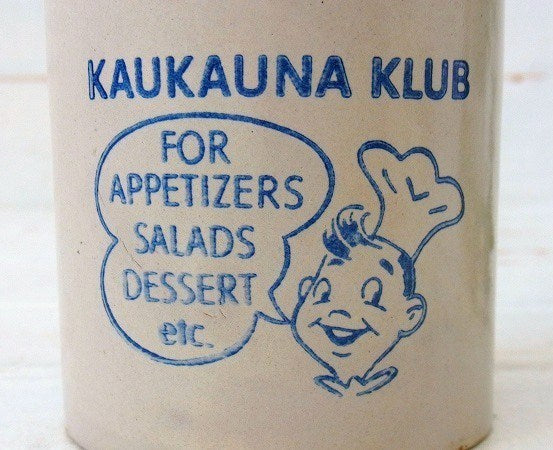 KAUKAUNA KLUB
FOR
APPETIZERS
SALADS
DESSERT
etc.